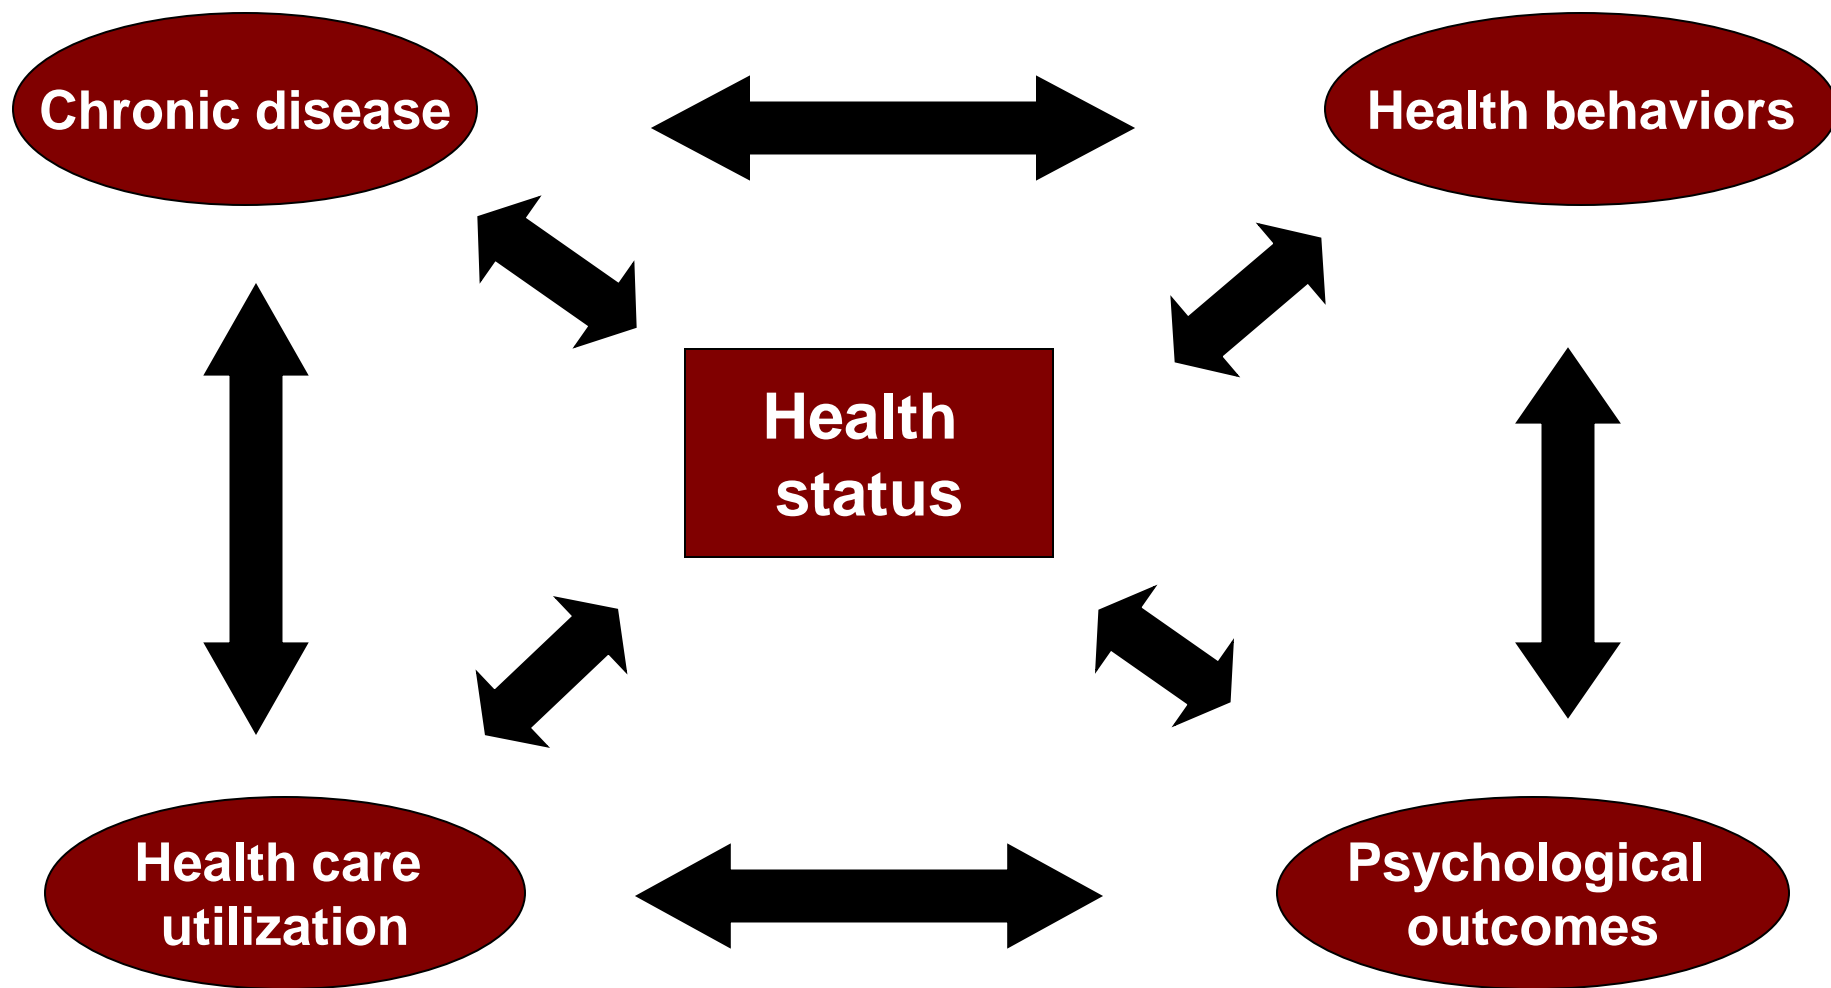 Chronic disease
Health behaviors
Health
status
Health care
utilization
Psychological
outcomes